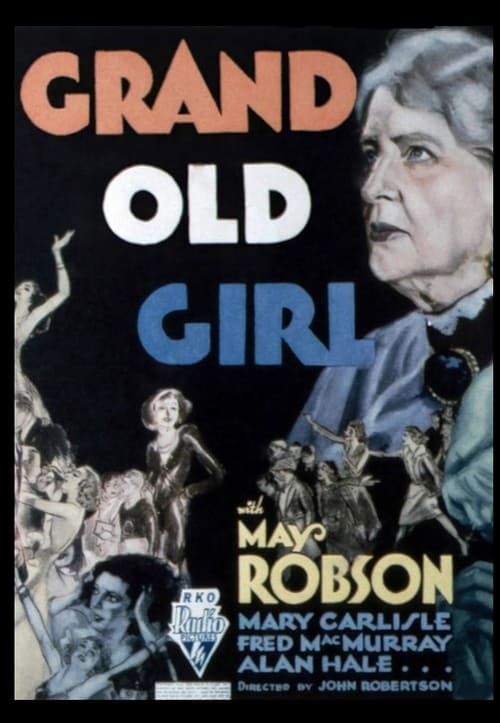 GRAND
OLD
GIRL
with
MAY
ROBSON
MARY CARLISLE
FRED MACMURRAY
ALAN HALE . . .
DIRECTED BY JOHN ROBERTSON
RKO
Radio
PICTURES